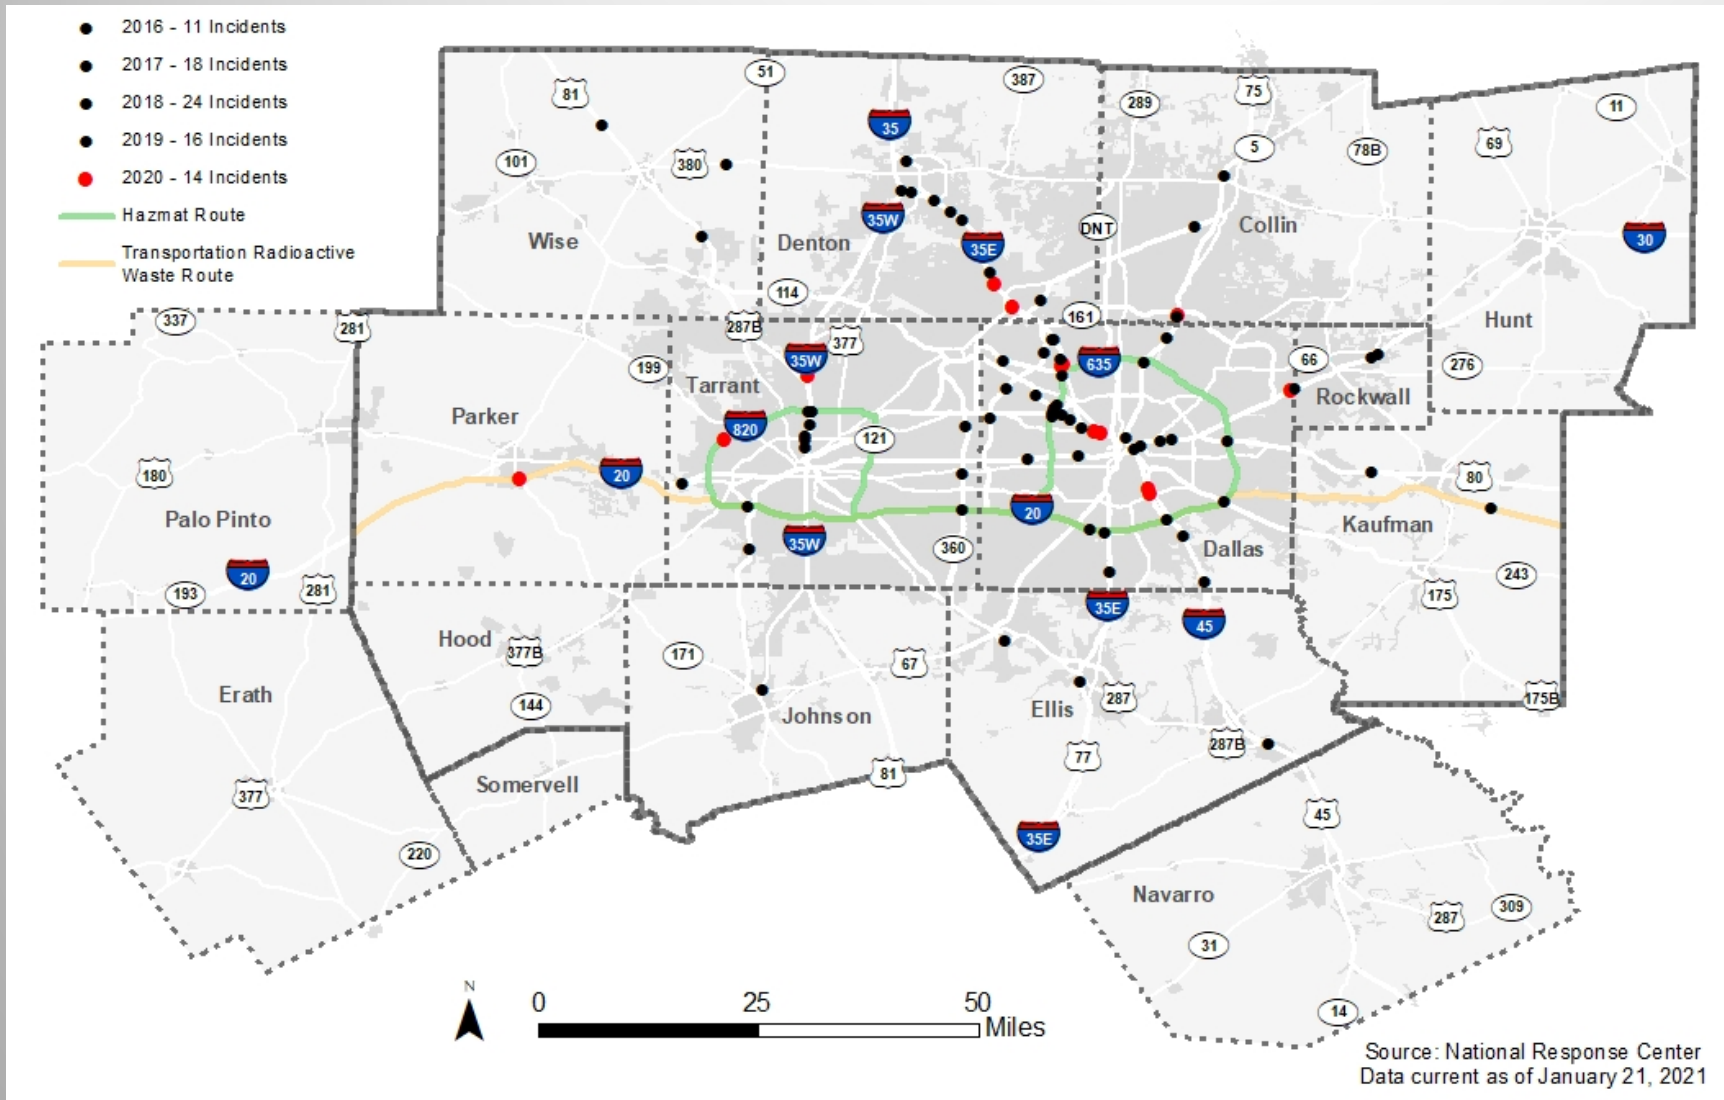 2016 - 11 Incidents
2017 - 18 Incidents
2018 - 24 Incidents
2019 - 16 Incidents
2020 - 14 Incidents
Hazmat Route
Transportation Radioactive
Waste Route
51
387
81
75
289
11
35
69
5
78B
101
380
35W
DNT
Collin
30
Wise
Denton
35E
114
161
337
281
287B
377
Hunt
35W
635
66
276
199
Tarrant
Rockwall
Parker
820
121
180
20
80
20
Palo Pinto
Kaufman
35W
360
Dallas
20
193
281
243
175
35E
45
Hood
377B
171
67
Erath
144
Johnson
Ellis
287
175B
287B
77
81
Somervell
377
45
35E
220
Navarro
309
287
31
14
N
0 25 50
Miles
Source: National Response Center
Data current as of January 21, 2021